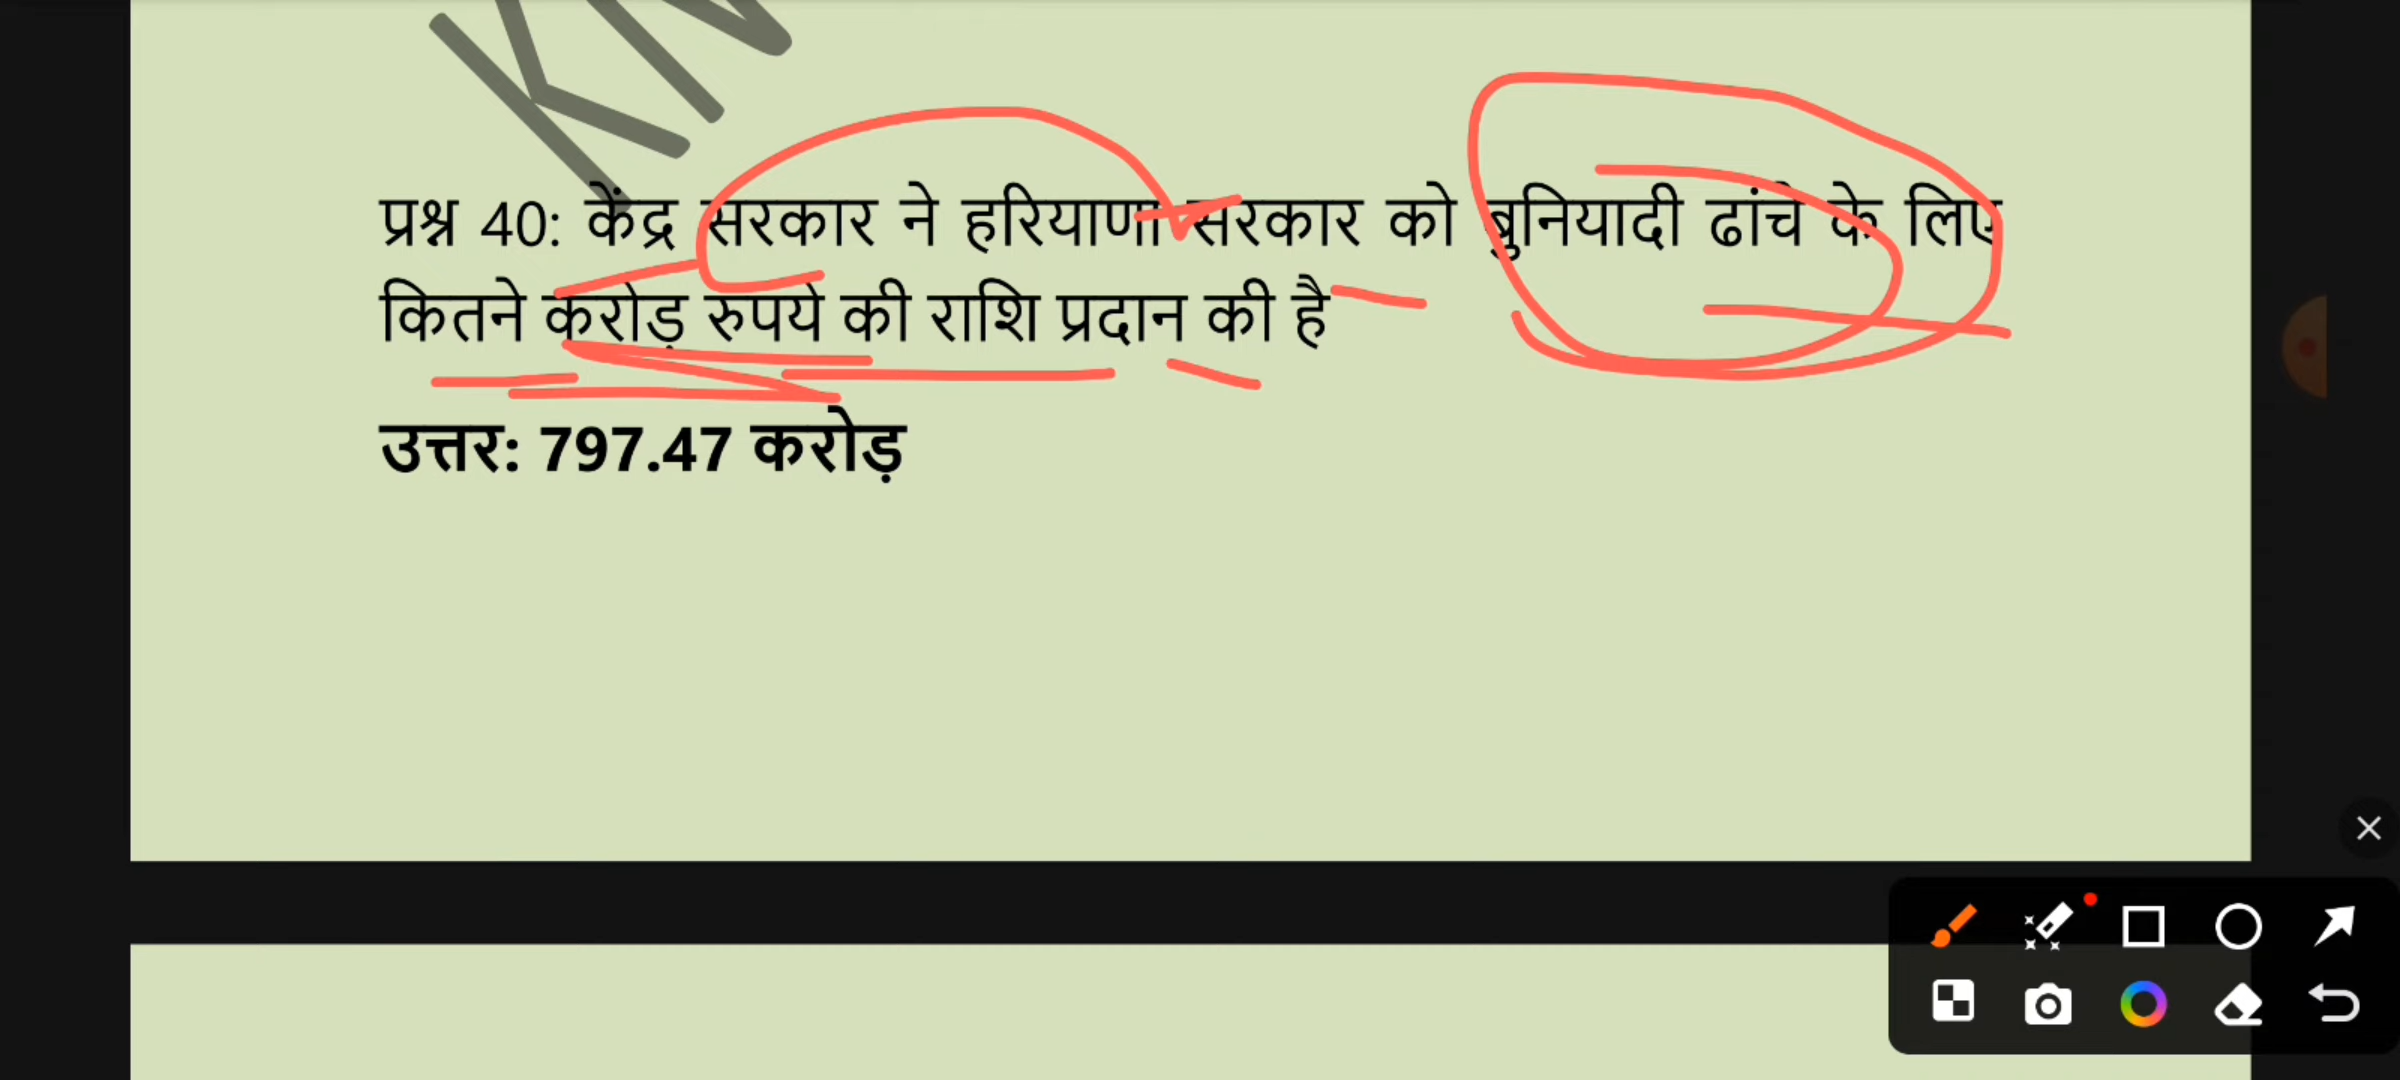 प्रश्न 40: केंद्र सरकार ने हरियाणा सरकार को बुनियादी ढांचे के लिए
कितने करोड़ रुपये की राशि प्रदान की है
उत्तर: 797.47 करोड़